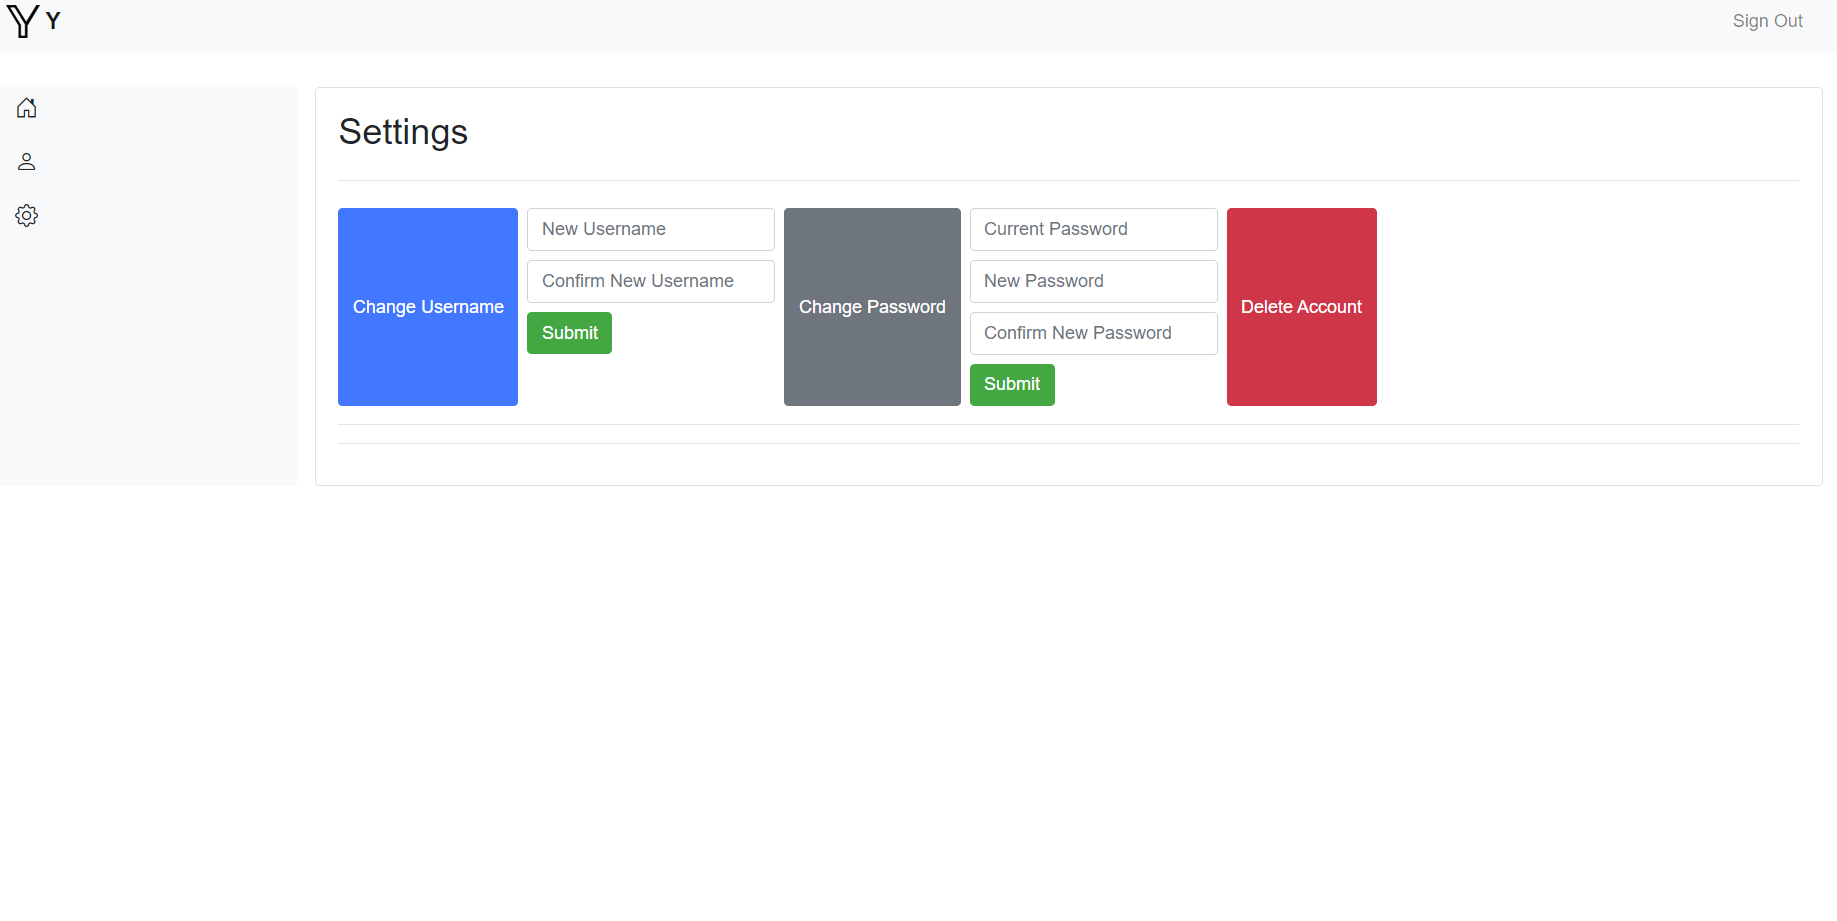 Y Y
Sign Out
Settings
Change Username
New Username
Confirm New Username
Submit
Change Password
Current Password
New Password
Confirm New Password
Submit
Delete Account